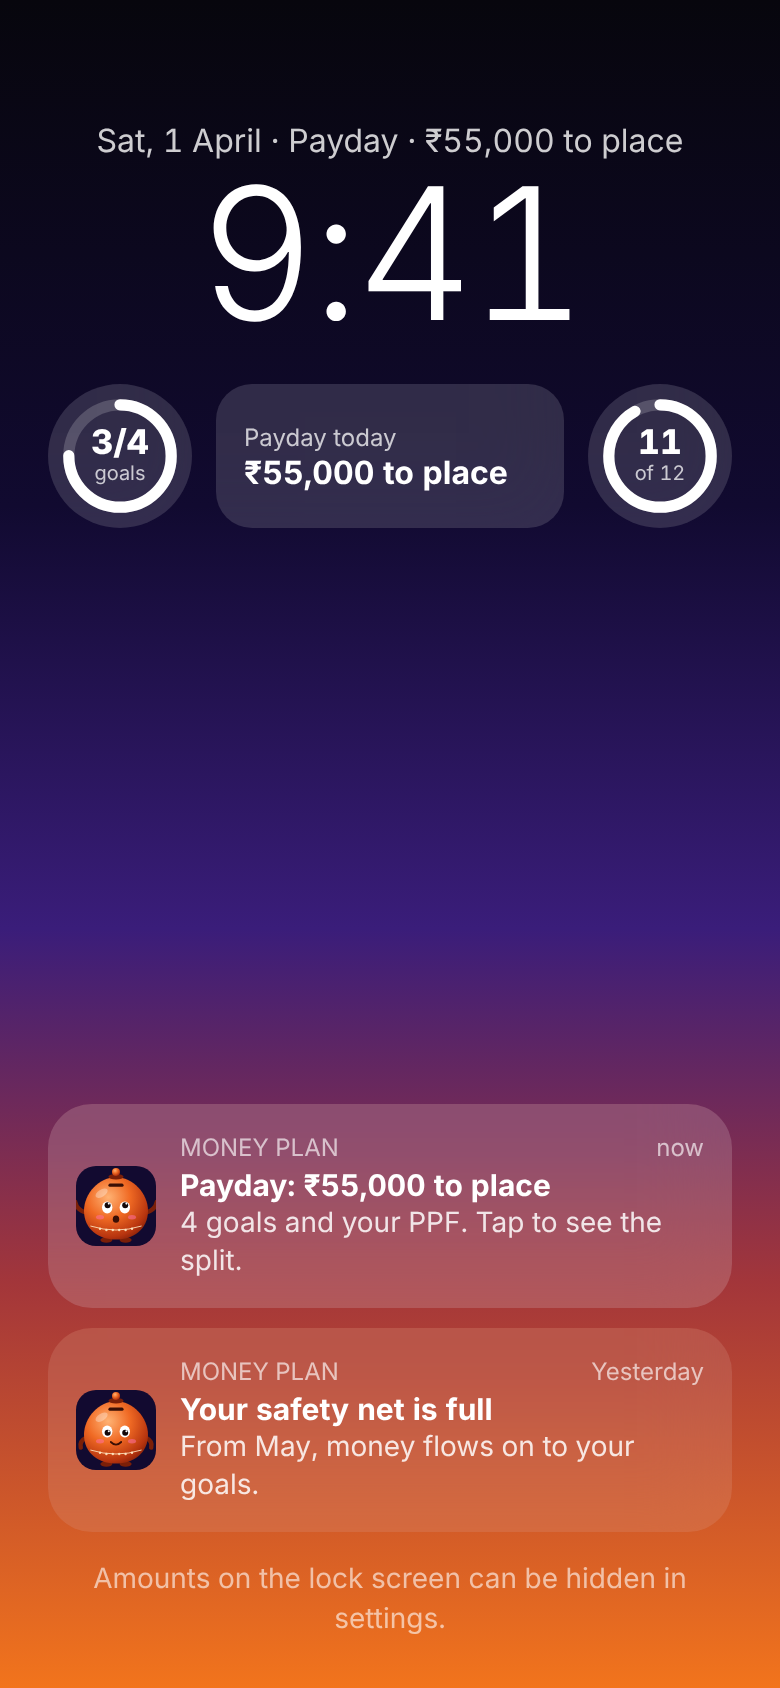 Sat, 1 April · Payday · ₹55,000 to place
9:41
3/4
goals
Payday today
₹55,000 to place
11
of 12
MONEY PLAN
now
Payday: ₹55,000 to place
4 goals and your PPF. Tap to see the
split.
MONEY PLAN
Yesterday
Your safety net is full
From May, money flows on to your
goals.
Amounts on the lock screen can be hidden in
settings.